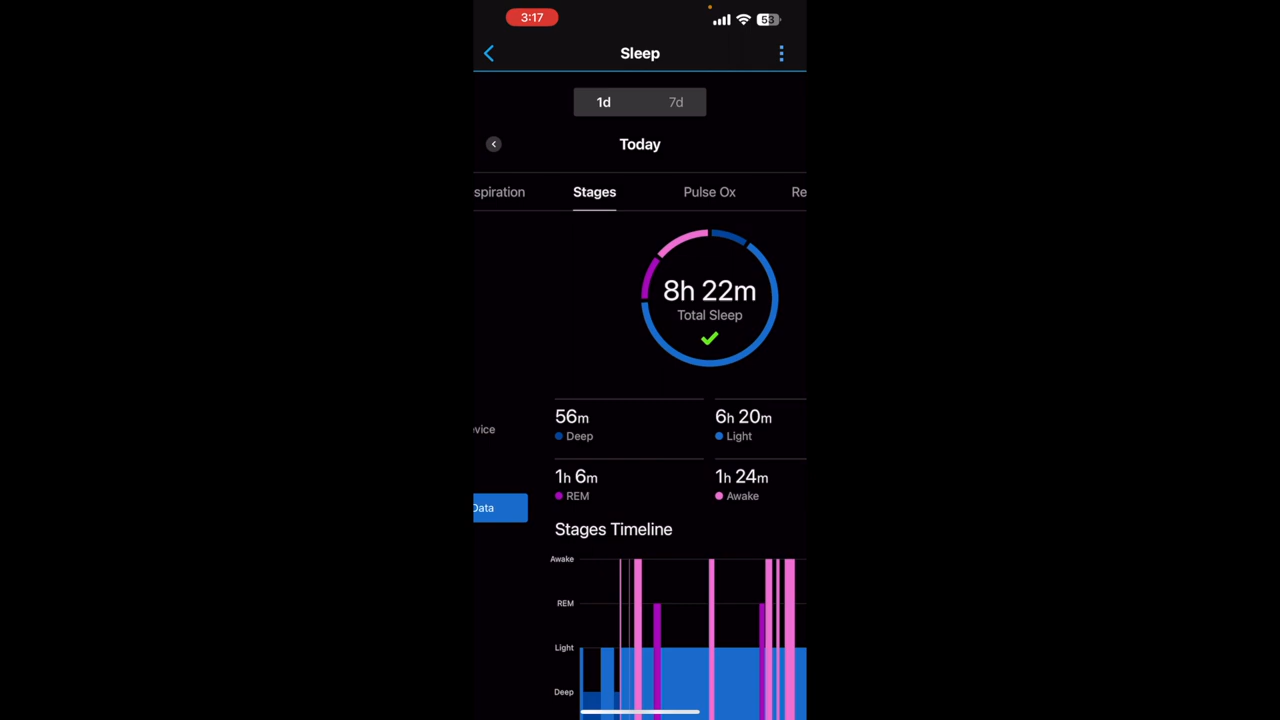 3:17
53
Sleep
1d 7d
Today
spiration Stages Pulse Ox Re
8h 22m
Total Sleep
56m 6h 20m
Deep Light
evice
1h 6m 1h 24m
REM Awake
Data
Stages Timeline
Awake
REM
Light
Deep